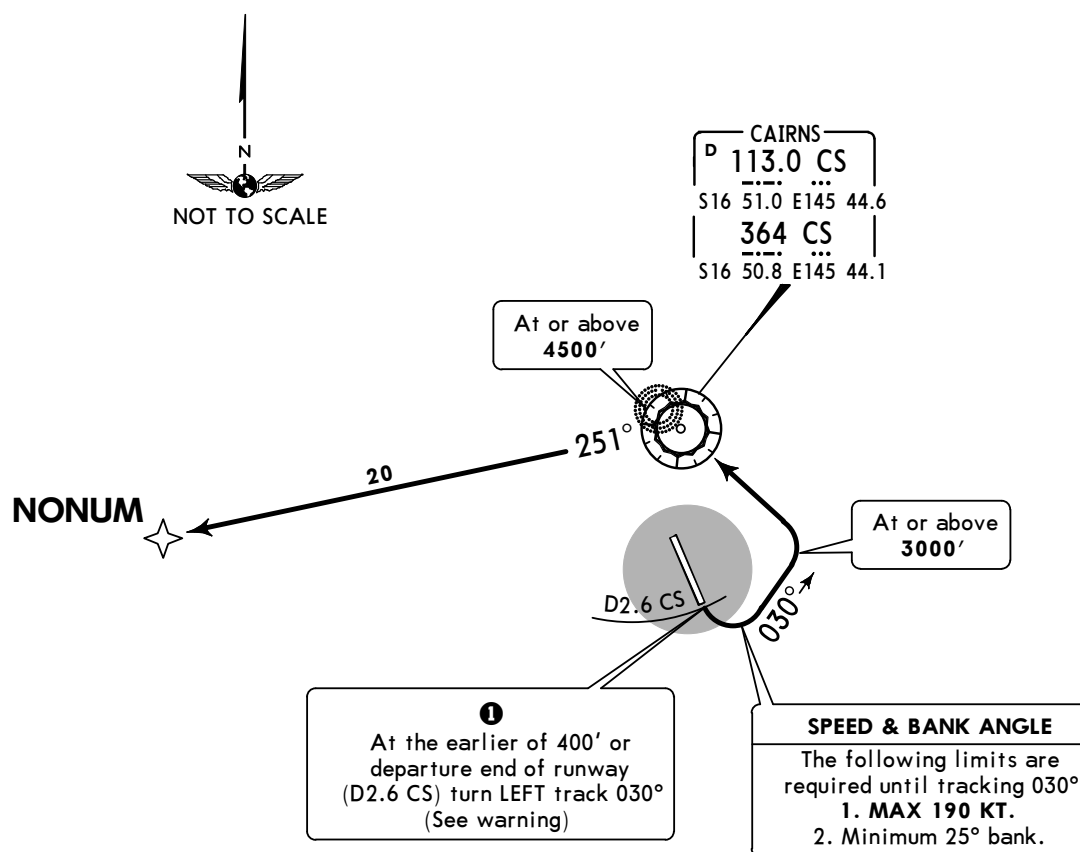 N
NOT TO SCALE
CAIRNS
D 113.0 CS
S16 51.0 E145 44.6
364 CS
S16 50.8 E145 44.1
At or above
4500'
251°
20
NONUM
At or above
3000'
D2.6 CS
030°
1
At the earlier of 400' or
departure end of runway
(D2.6 CS) turn LEFT track 030°
(See warning)
SPEED & BANK ANGLE
The following limits are
required until tracking 030°
1. MAX 190 KT.
2. Minimum 25° bank.